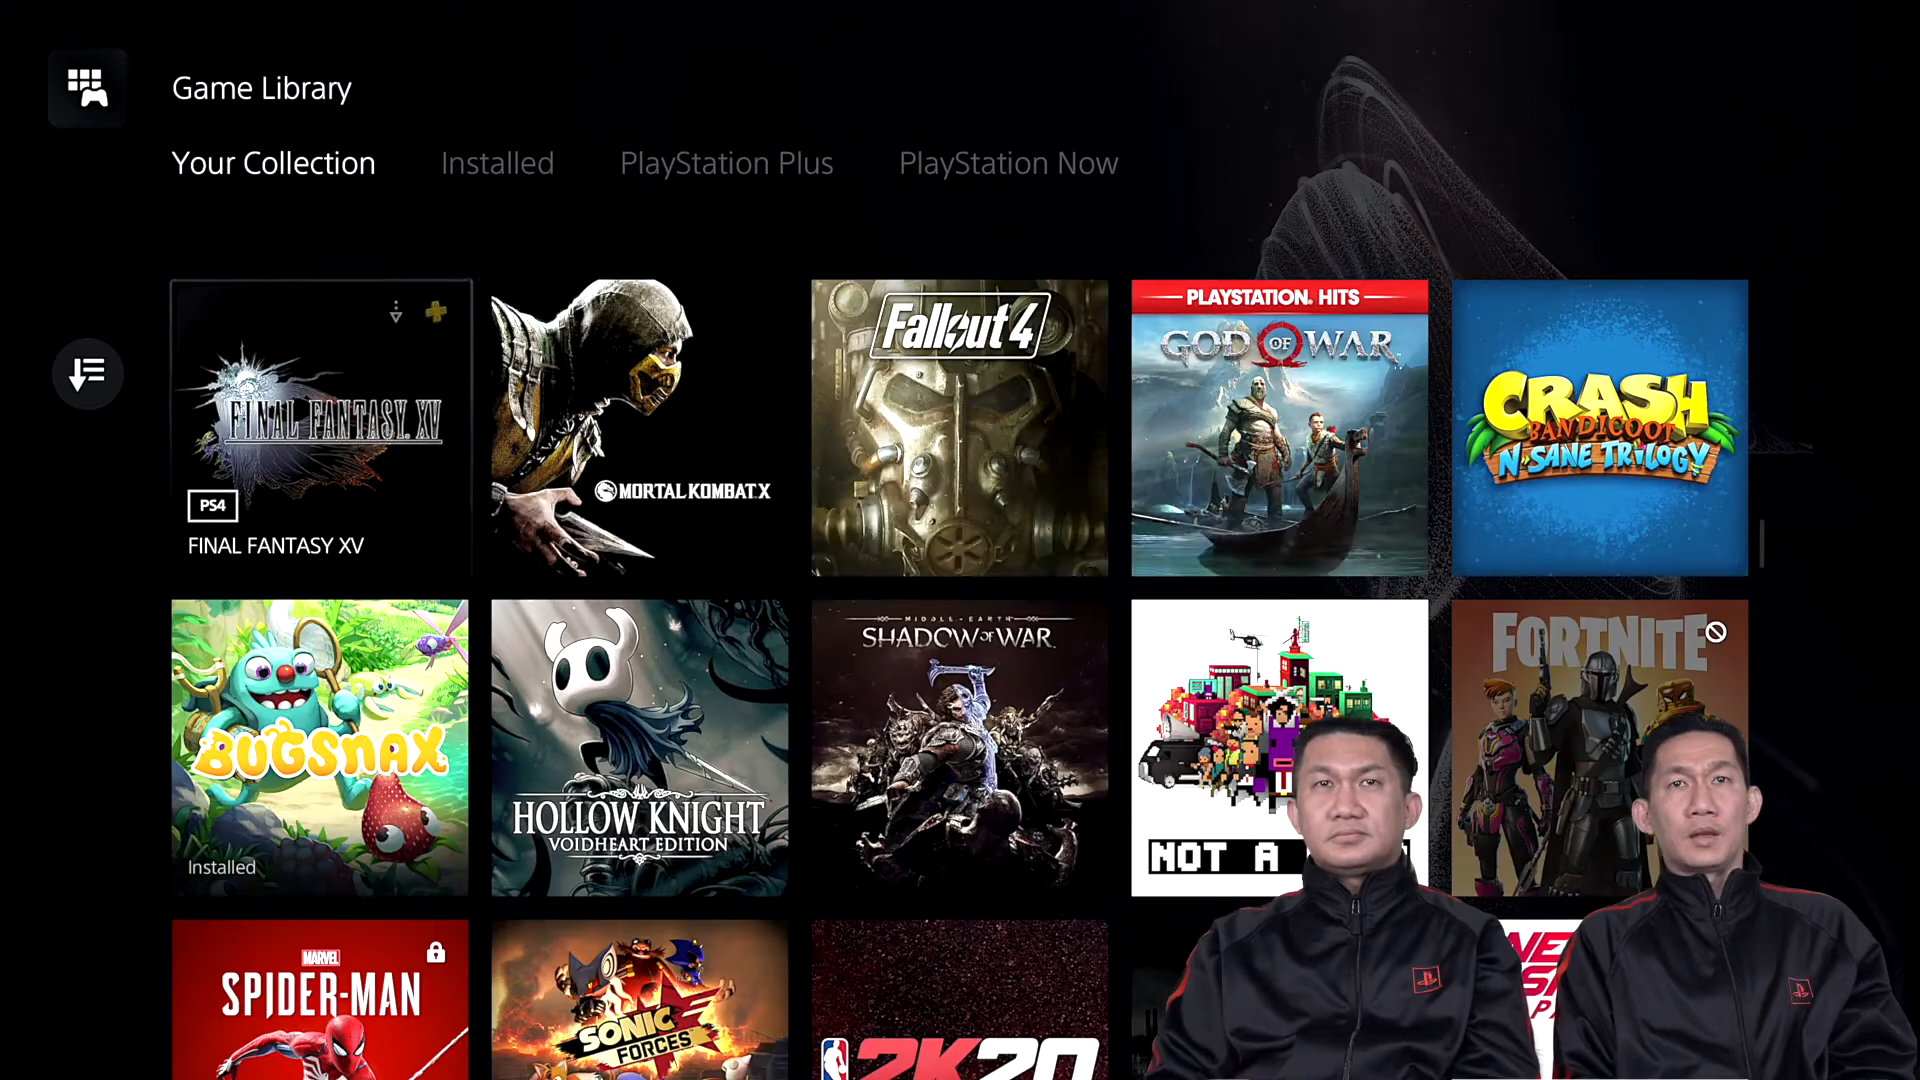 Game Library
Your Collection
Installed
PlayStation Plus
PlayStation Now
FINAL FANTASY XV
PS4
FINAL FANTASY XV
MORTAL KOMBAT X
Fallout 4
PLAYSTATION HITS
GOD OF WAR
CRASH
BANDICOOT
N. SANE TRILOGY
BUGSNAX
Installed
HOLLOW KNIGHT
VOIDHEART EDITION
MIDDLE-EARTH
SHADOW OF WAR
NOT A
FORTNITE
MARVEL
SPIDER-MAN
SONIC
FORCES
2K20